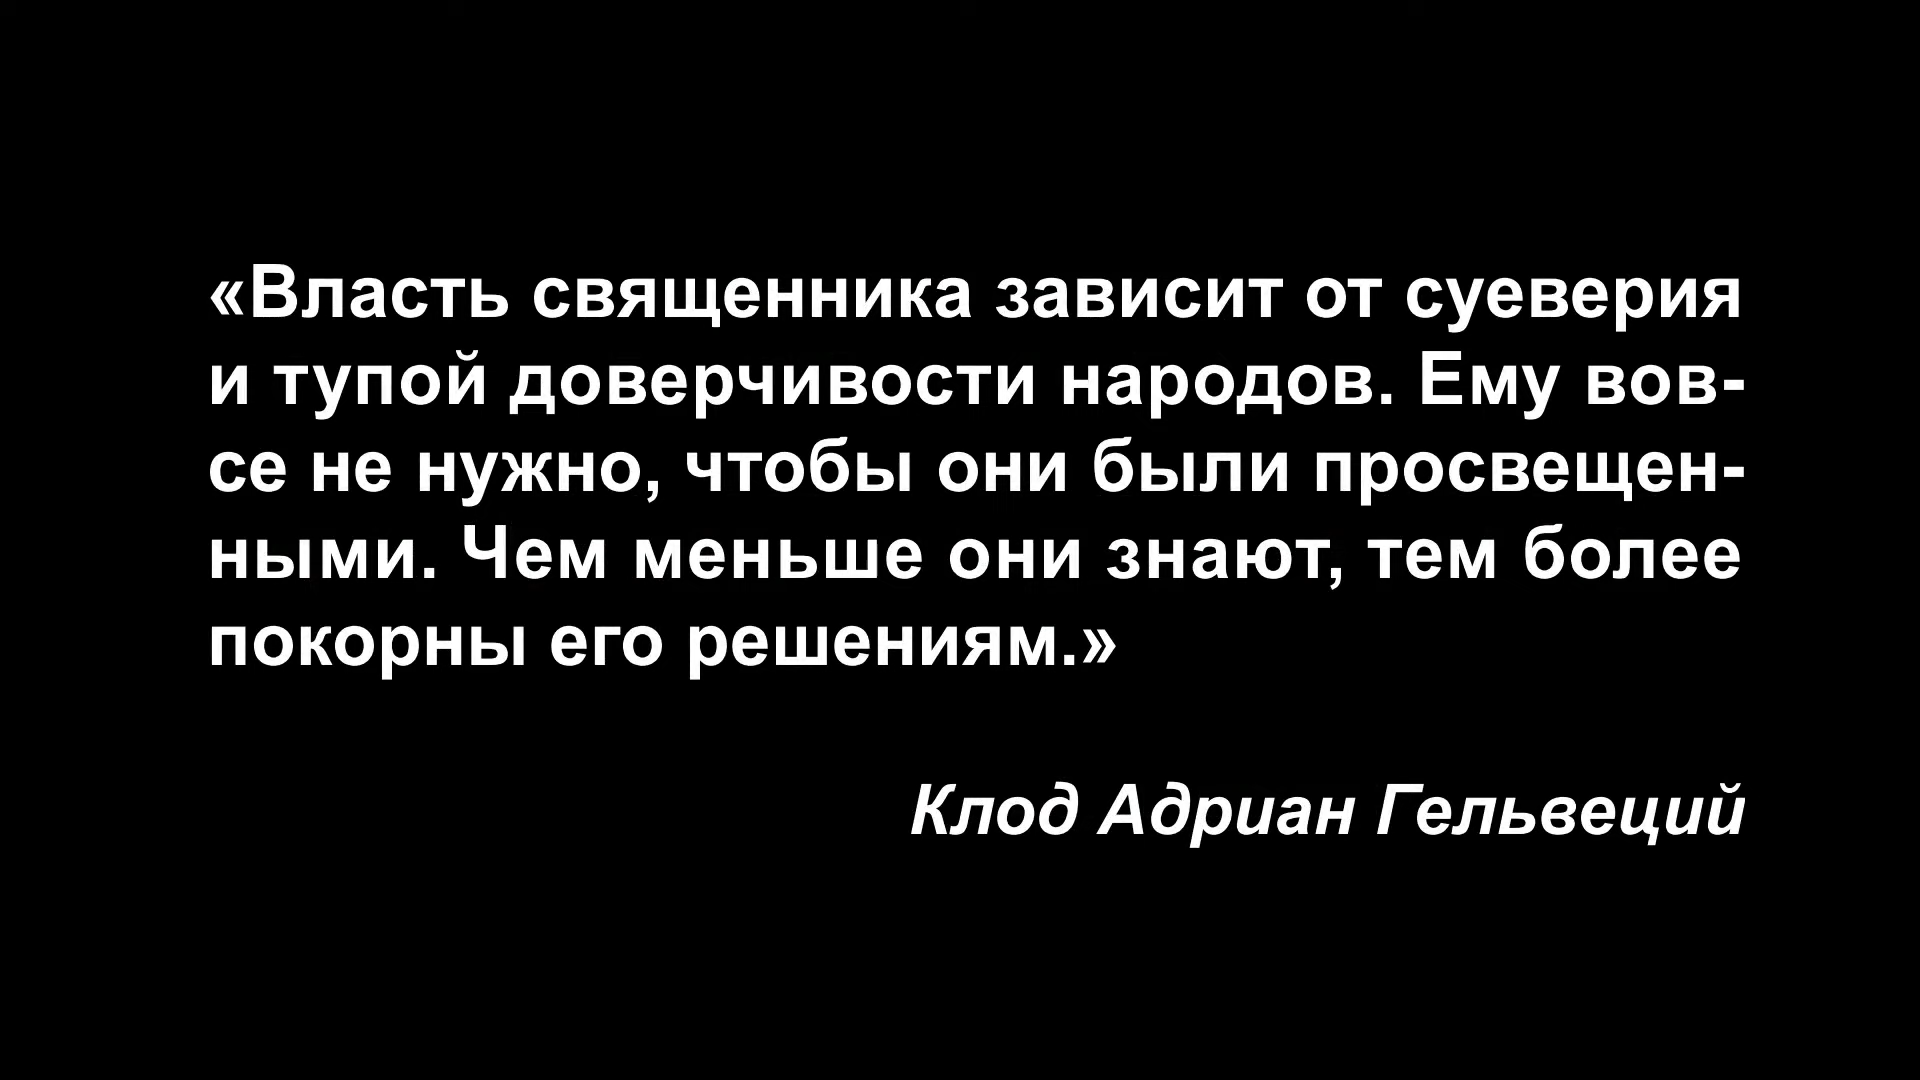 «Власть священника зависит от суеверия
и тупой доверчивости народов. Ему вов-
се не нужно, чтобы они были просвещен-
ными. Чем меньше они знают, тем более
покорны его решениям.»
Клод Адриан Гельвеций